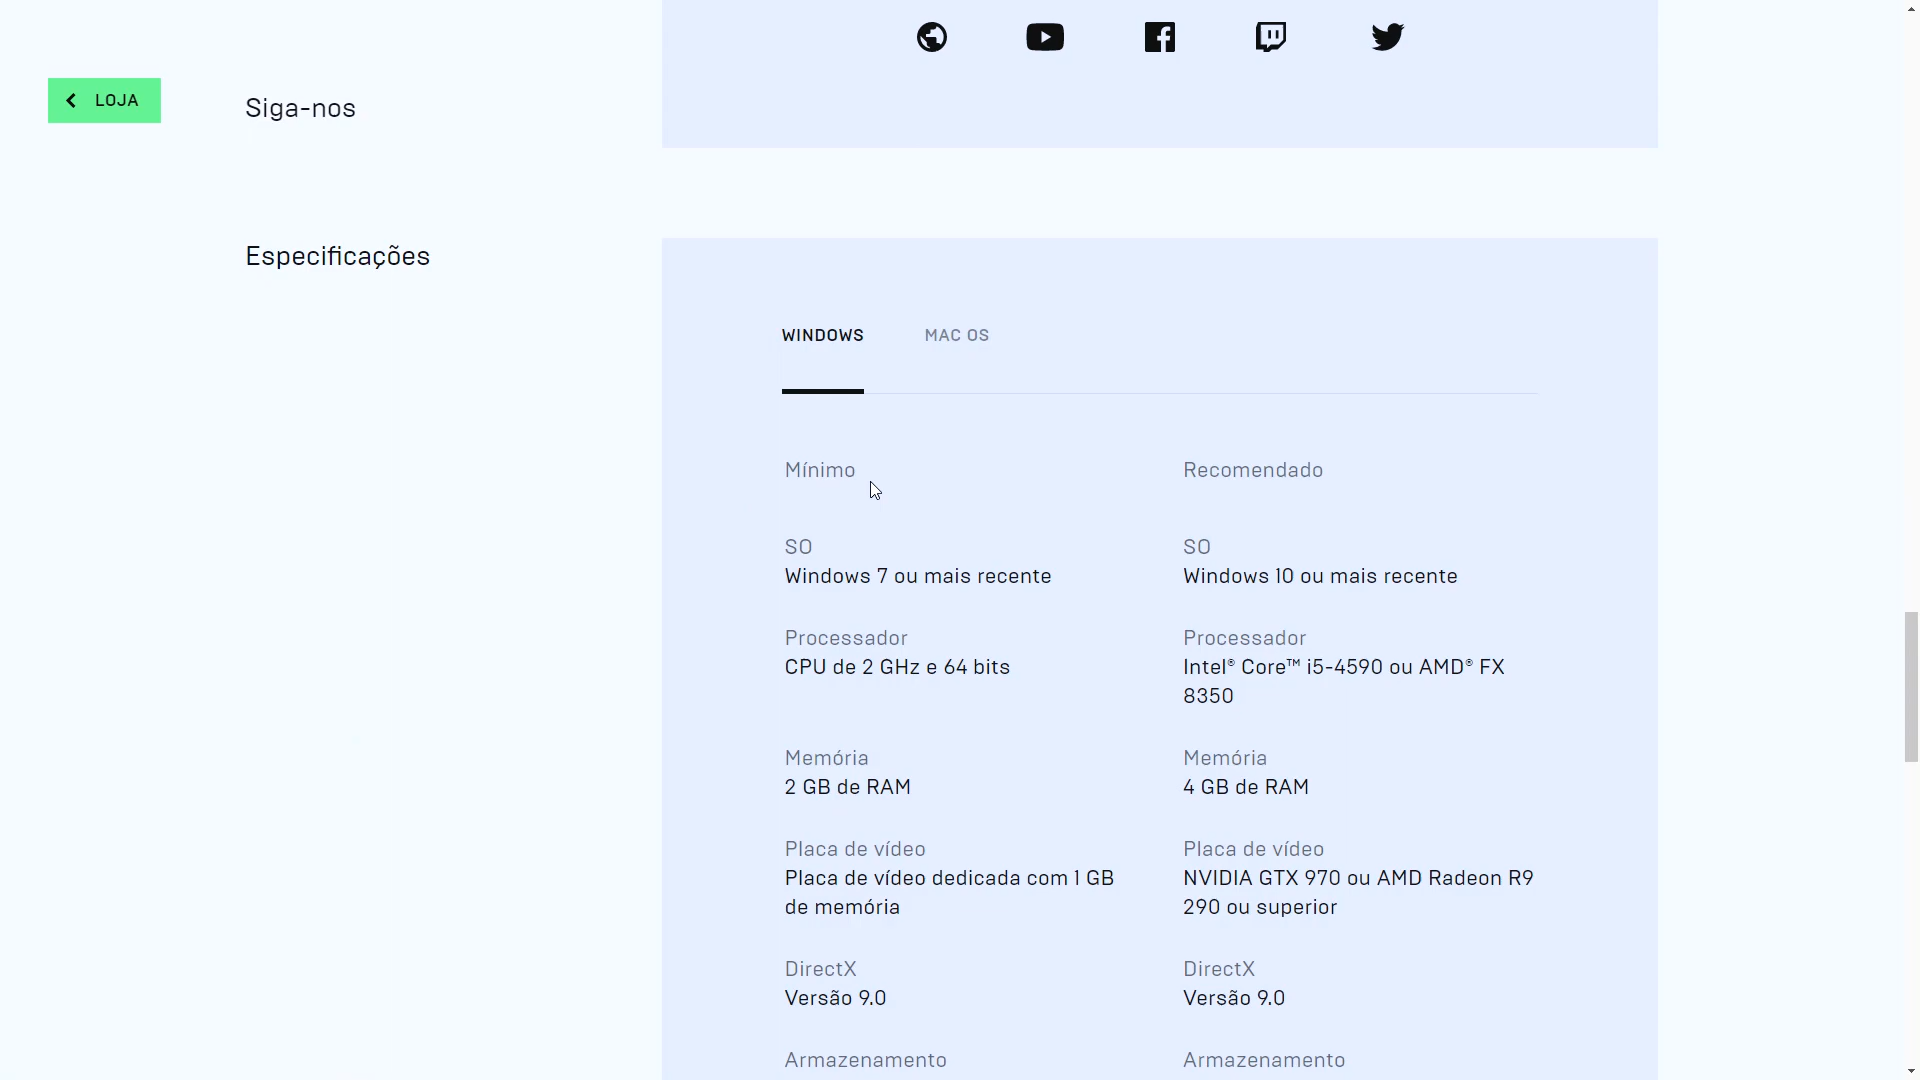 LOJA
Siga-nos
Especificações
WINDOWS
MAC OS
Mínimo
SO
Windows 7 ou mais recente
Processador
CPU de 2 GHz e 64 bits
Memória
2 GB de RAM
Placa de vídeo
Placa de vídeo dedicada com 1 GB
de memória
DirectX
Versão 9.0
Armazenamento
Recomendado
SO
Windows 10 ou mais recente
Processador
Intel® Core™ i5-4590 ou AMD® FX
8350
Memória
4 GB de RAM
Placa de vídeo
NVIDIA GTX 970 ou AMD Radeon R9
290 ou superior
DirectX
Versão 9.0
Armazenamento